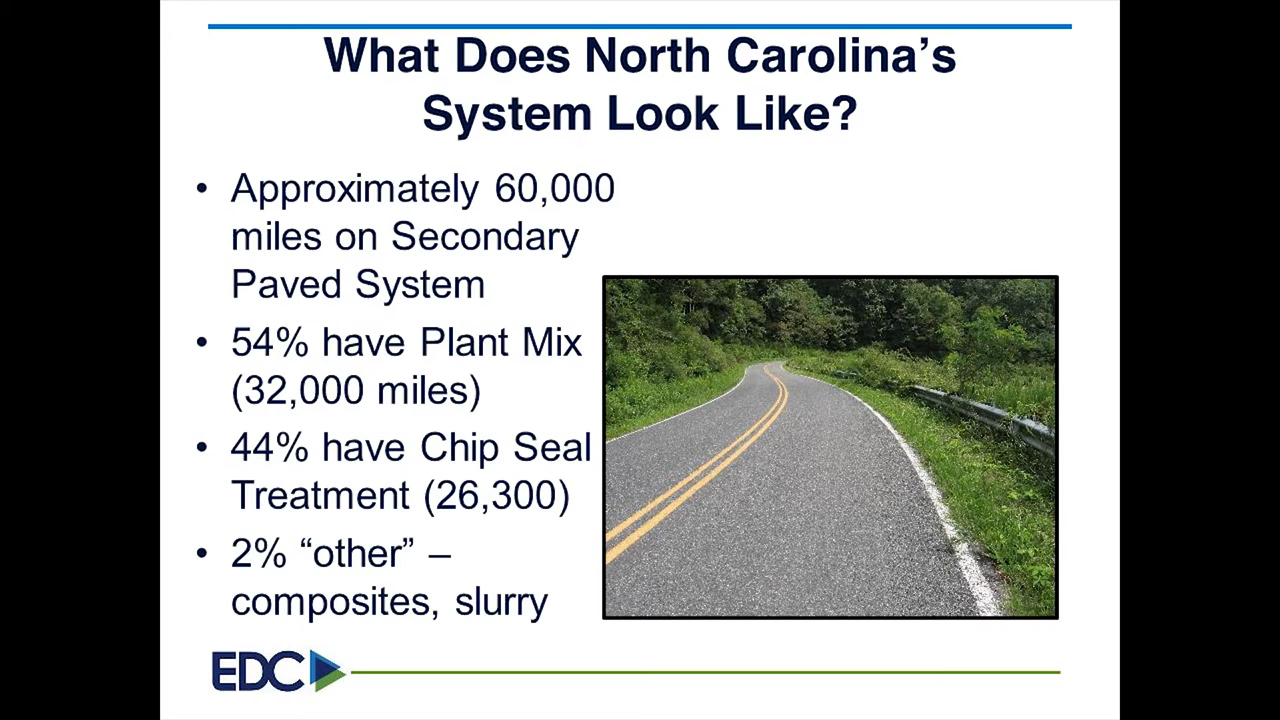 What Does North Carolina’s
System Look Like?
• Approximately 60,000
miles on Secondary
Paved System
• 54% have Plant Mix
(32,000 miles)
• 44% have Chip Seal
Treatment (26,300)
• 2% “other” –
composites, slurry
EDC